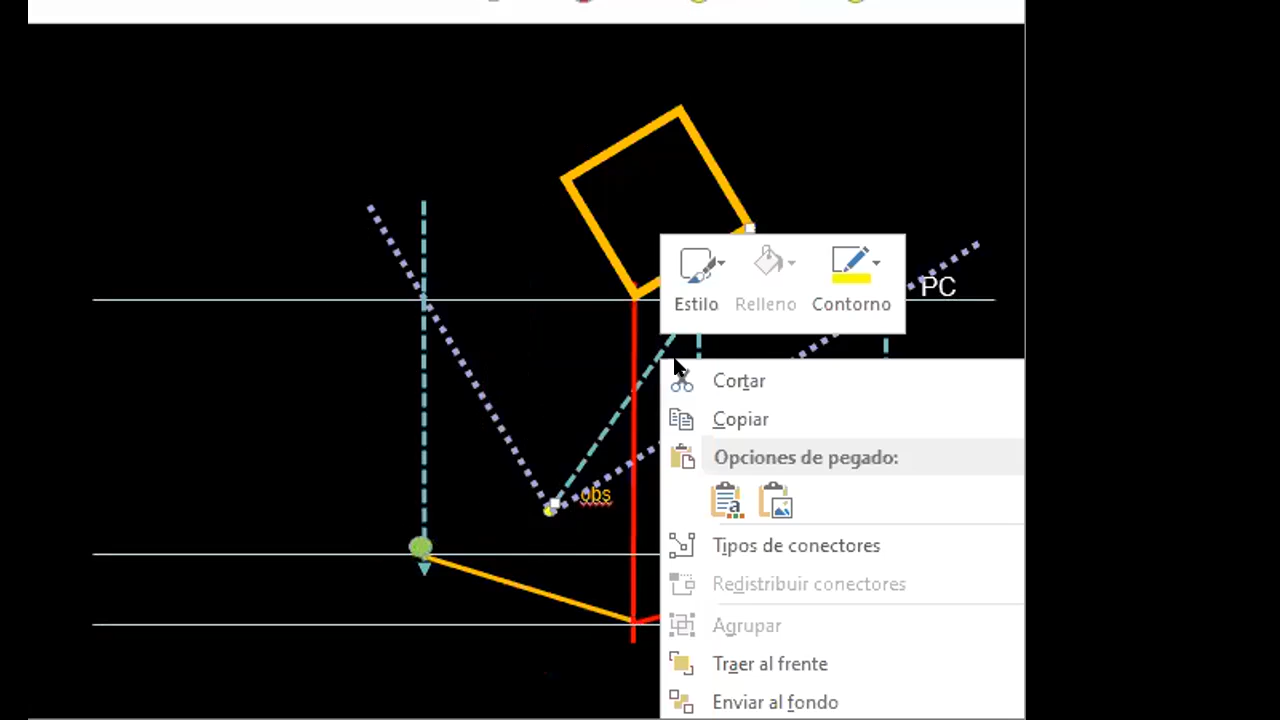 Estilo Relleno Contorno
PC
Cortar
Copiar
Opciones de pegado:
obs
Tipos de conectores
Redistribuir conectores
Agrupar
Traer al frente
Enviar al fondo